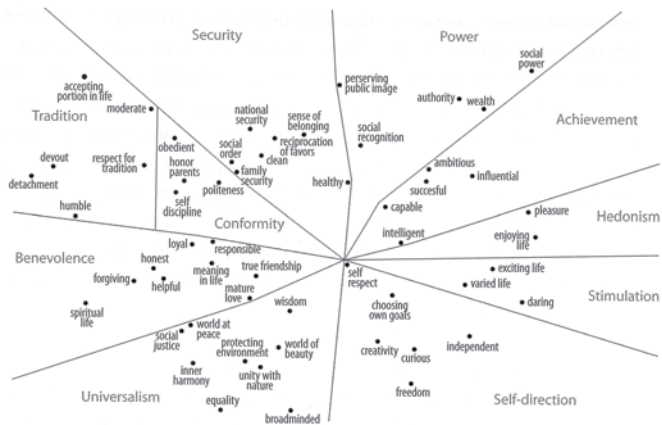 Security
Power
social
power
accepting
portion in life
perserving
public image
authority
wealth
Tradition
moderate
national
security
sense of
belonging
Achievement
obedient
social
order
reciprocation
of favors
social
recognition
clean
devout
respect for
tradition
honor
parents
family
security
ambitious
detachment
politeness
healthy
succesful
influential
self
discipline
capable
humble
Conformity
pleasure
Hedonism
intelligent
enjoying
life
Benevolence
loyal
responsible
honest
meaning
in life
true friendship
self
respect
exciting life
forgiving
helpful
varied life
Stimulation
mature
love
choosing
own goals
daring
spiritual
life
wisdom
social
justice
world at
peace
protecting
environment
world of
beauty
creativity
curious
independent
inner
harmony
unity with
nature
freedom
Universalism
equality
broadminded
Self-direction